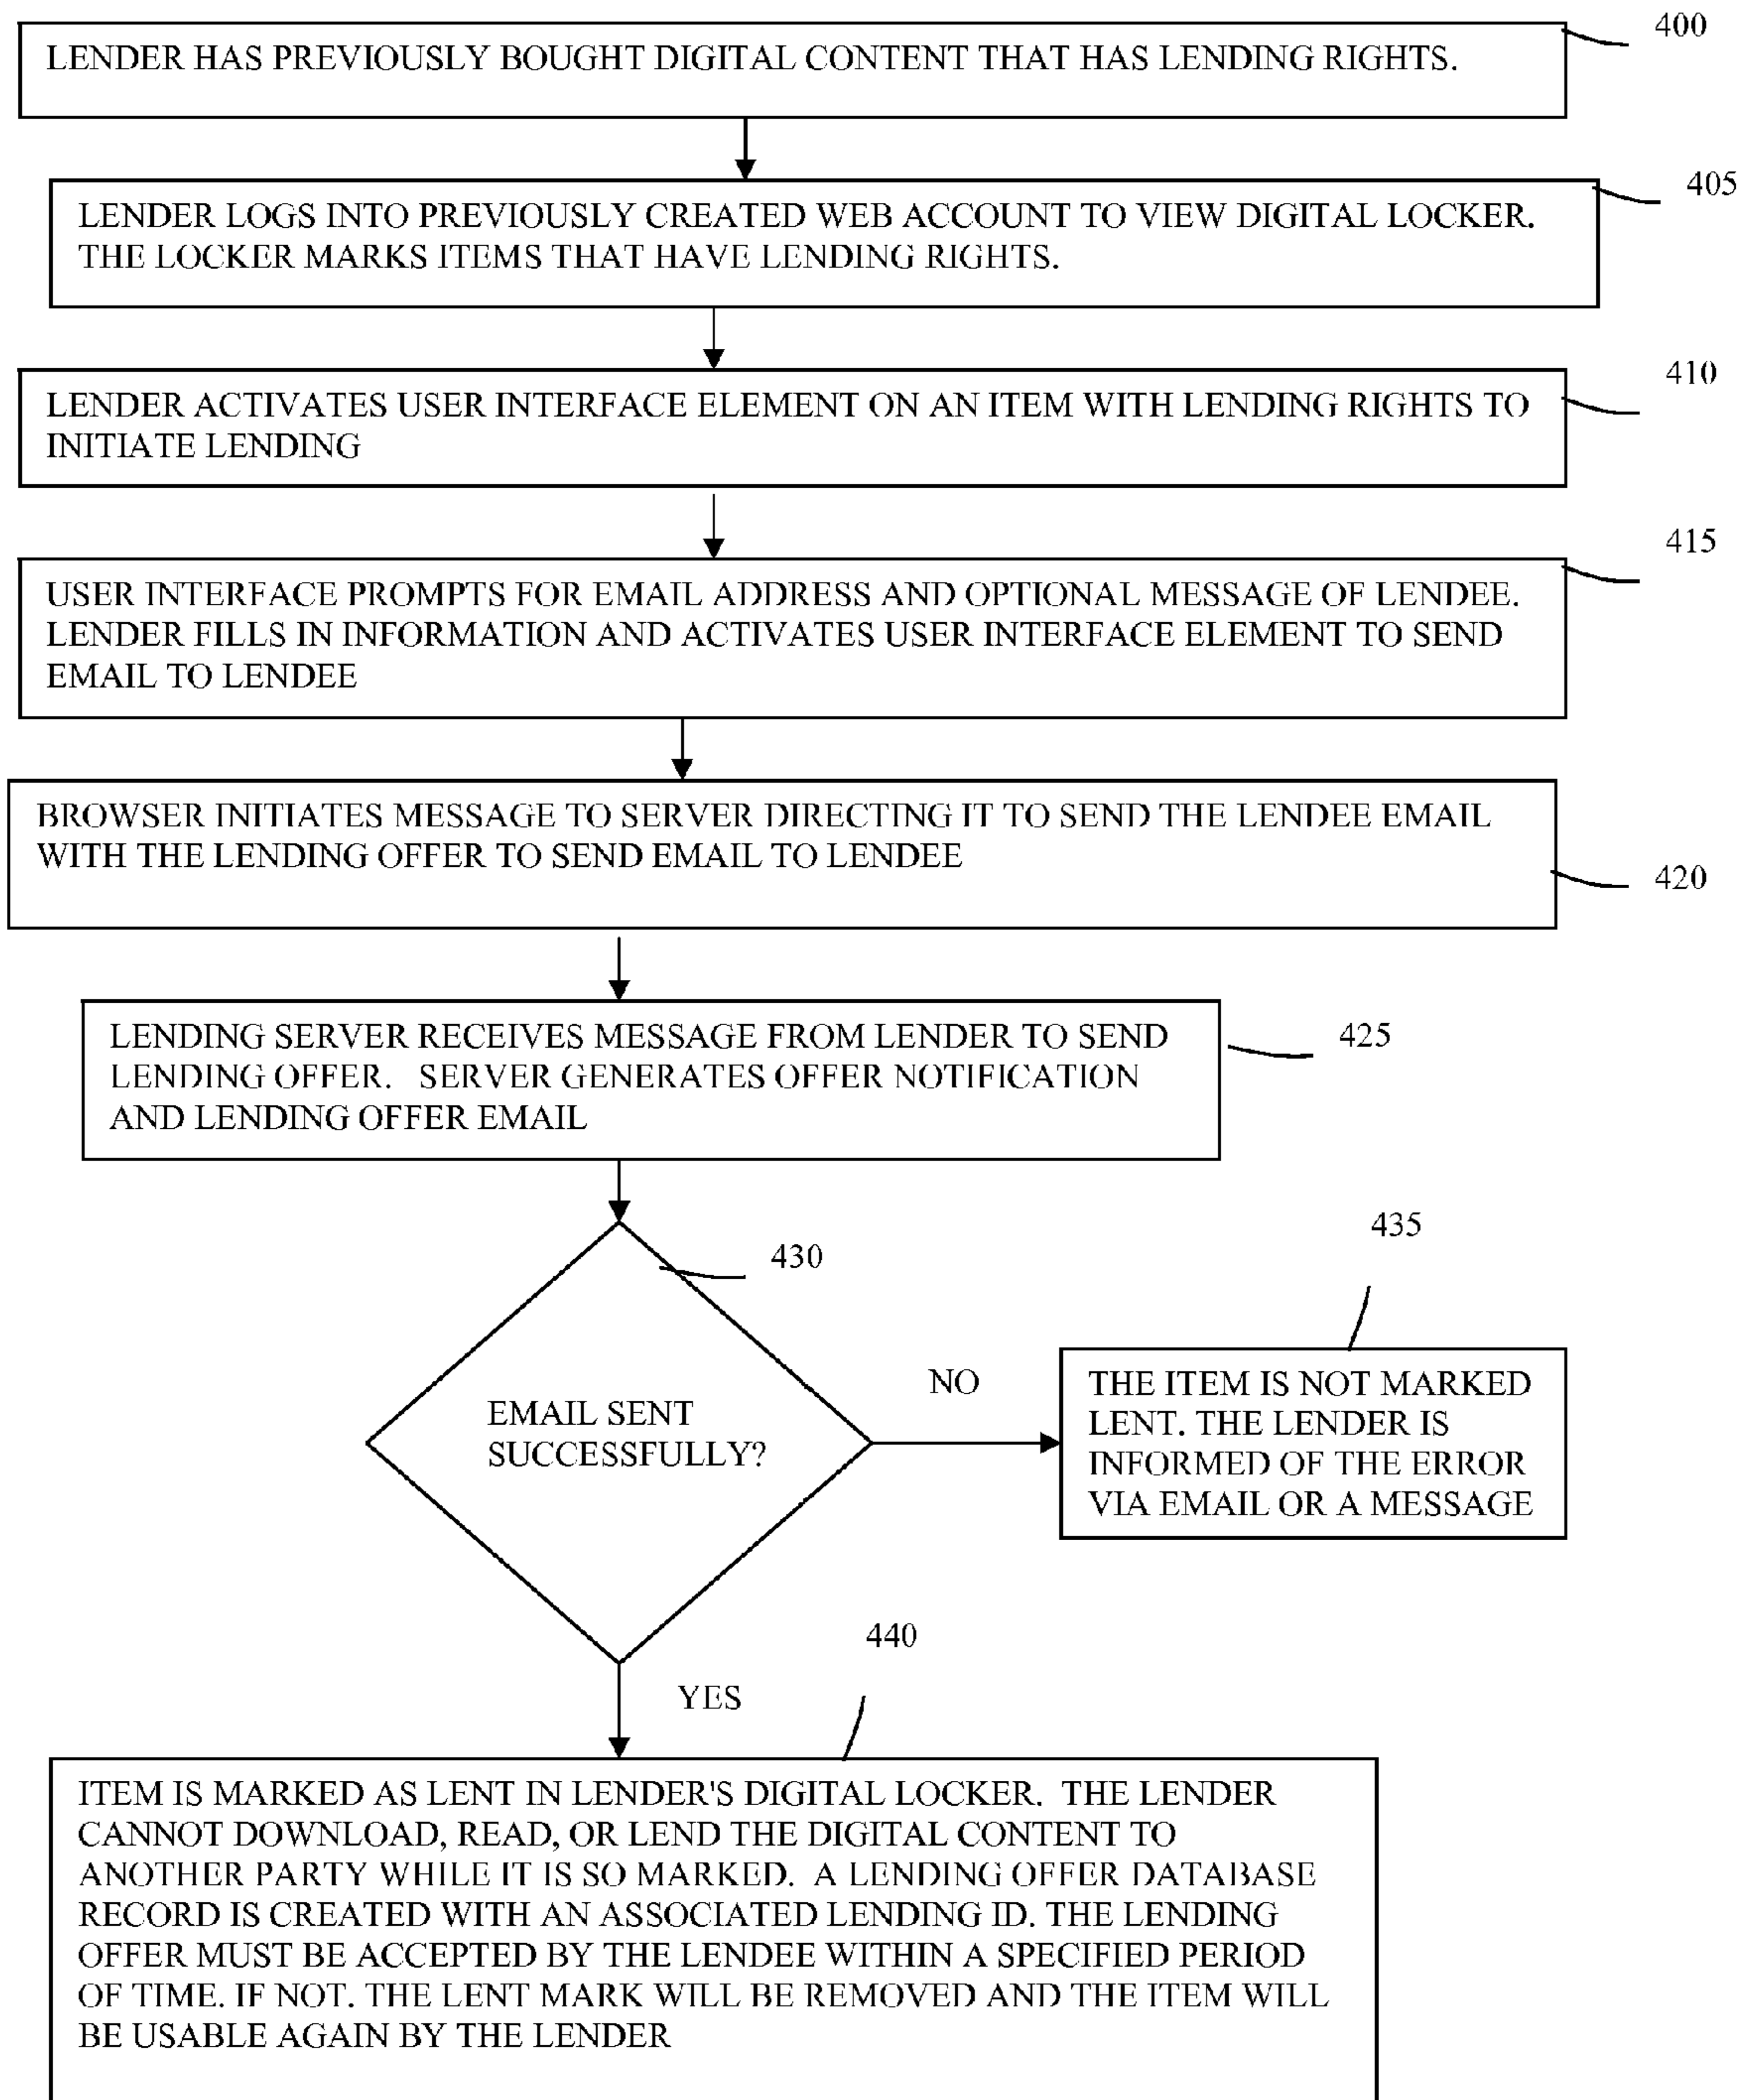 400
LENDER HAS PREVIOUSLY BOUGHT DIGITAL CONTENT THAT HAS LENDING RIGHTS.
405
LENDER LOGS INTO PREVIOUSLY CREATED WEB ACCOUNT TO VIEW DIGITAL LOCKER.
THE LOCKER MARKS ITEMS THAT HAVE LENDING RIGHTS.
410
LENDER ACTIVATES USER INTERFACE ELEMENT ON AN ITEM WITH LENDING RIGHTS TO
INITIATE LENDING
415
USER INTERFACE PROMPTS FOR EMAIL ADDRESS AND OPTIONAL MESSAGE OF LENDEE.
LENDER FILLS IN INFORMATION AND ACTIVATES USER INTERFACE ELEMENT TO SEND
EMAIL TO LENDEE
BROWSER INITIATES MESSAGE TO SERVER DIRECTING IT TO SEND THE LENDEE EMAIL
WITH THE LENDING OFFER TO SEND EMAIL TO LENDEE
420
LENDING SERVER RECEIVES MESSAGE FROM LENDER TO SEND
LENDING OFFER. SERVER GENERATES OFFER NOTIFICATION
AND LENDING OFFER EMAIL
425
430
EMAIL SENT
SUCCESSFULLY?
NO
435
THE ITEM IS NOT MARKED
LENT. THE LENDER IS
INFORMED OF THE ERROR
VIA EMAIL OR A MESSAGE
YES
440
ITEM IS MARKED AS LENT IN LENDER'S DIGITAL LOCKER. THE LENDER
CANNOT DOWNLOAD, READ, OR LEND THE DIGITAL CONTENT TO
ANOTHER PARTY WHILE IT IS SO MARKED. A LENDING OFFER DATABASE
RECORD IS CREATED WITH AN ASSOCIATED LENDING ID. THE LENDING
OFFER MUST BE ACCEPTED BY THE LENDEE WITHIN A SPECIFIED PERIOD
OF TIME. IF NOT. THE LENT MARK WILL BE REMOVED AND THE ITEM WILL
BE USABLE AGAIN BY THE LENDER